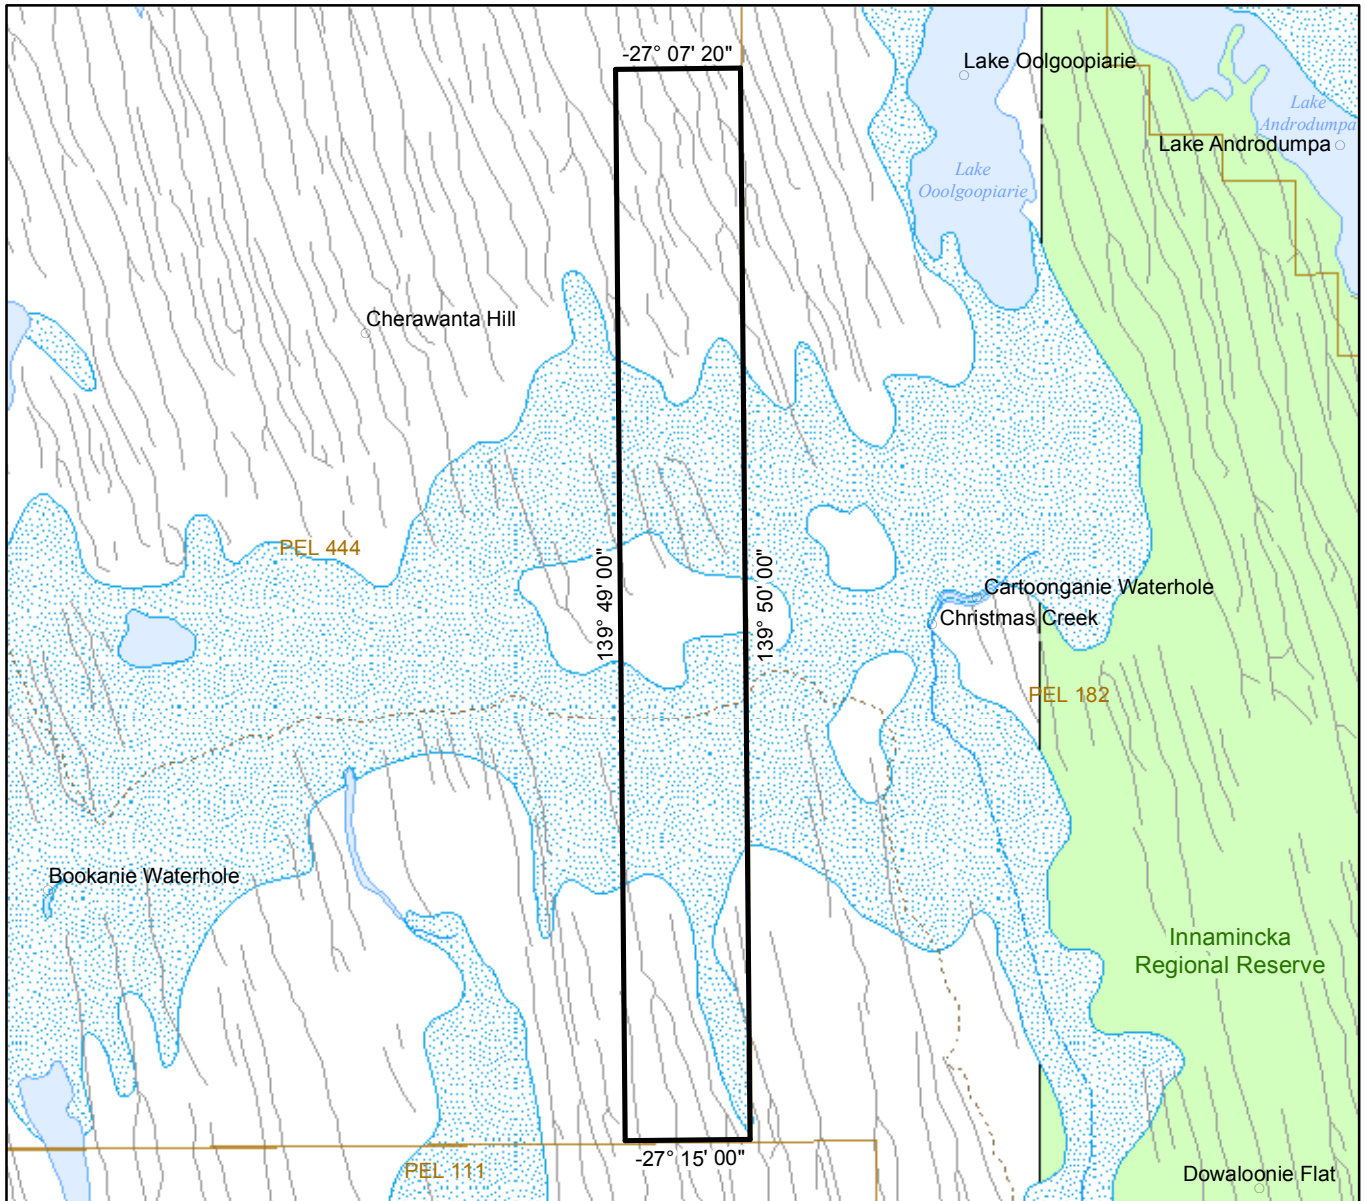 -27° 07' 20"
Lake Oolgoopiarie
Lake
Androdumpa
Lake Androdumpa
Lake
Ooolgoopiarie
Cherawanta Hill
PEL 444
139° 49' 00"
139° 50' 00"
Cartoonganie Waterhole
Christmas Creek
PEL 182
Bookanie Waterhole
Innamincka
Regional Reserve
-27° 15' 00"
PEL 111
Dowaloonie Flat